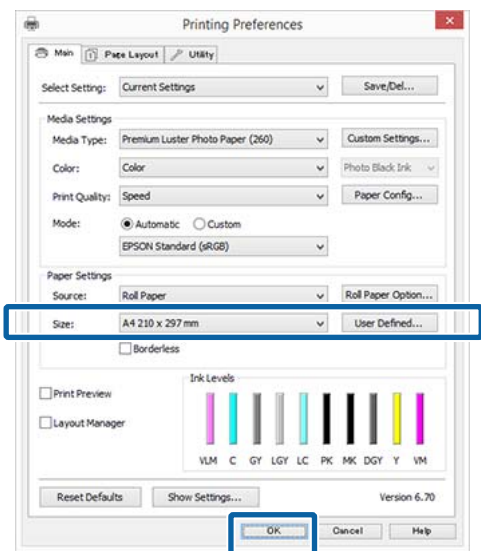 Printing Preferences
Main Page Layout Utility
Select Setting: Current Settings Save/Del...
Media Settings
Media Type: Premium Luster Photo Paper (260) Custom Settings...
Color: Color Photo Black Ink
Print Quality: Speed Paper Config...
Mode: Automatic Custom
EPSON Standard (sRGB)
Paper Settings
Source: Roll Paper Roll Paper Option...
Size: A4 210 x 297 mm User Defined...
Borderless
Ink Levels
Print Preview
Layout Manager
VLM C GY LGY LC PK MK DGY Y VM
Reset Defaults Show Settings... Version 6.70
OK Cancel Help